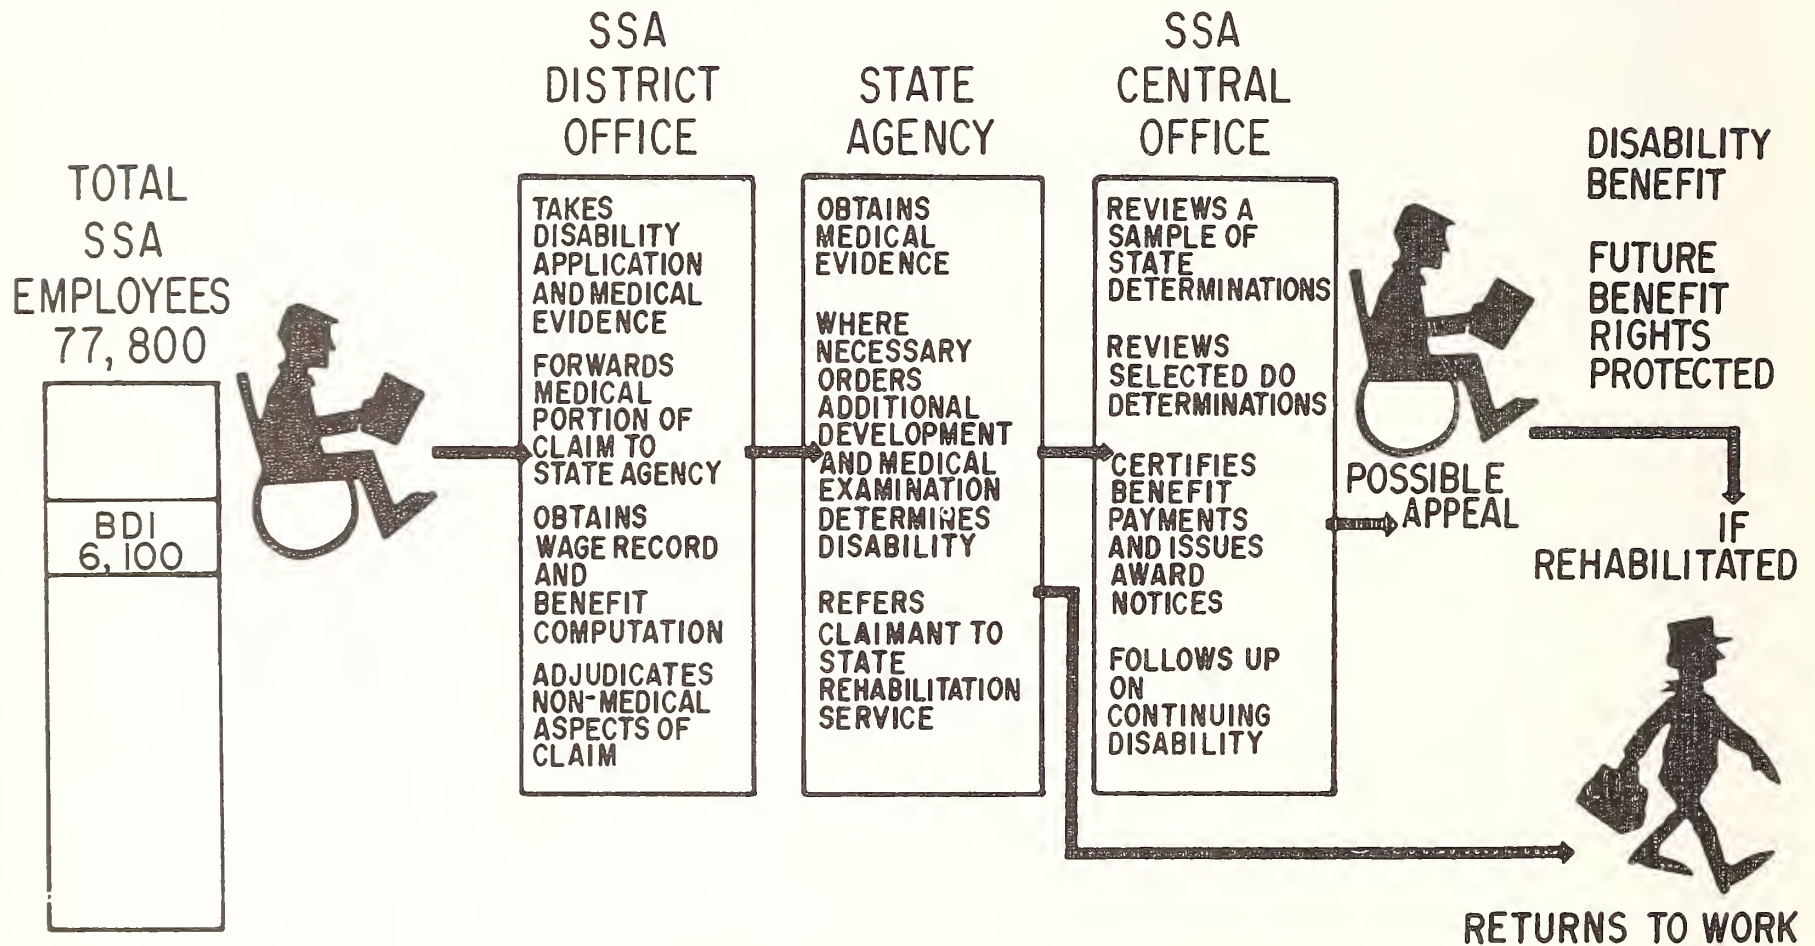 TOTAL
SSA
EMPLOYEES
77,800
BDI
6,100
SSA
DISTRICT
OFFICE
TAKES
DISABILITY
APPLICATION
AND MEDICAL
EVIDENCE
FORWARDS
MEDICAL
PORTION OF
CLAIM TO
STATE AGENCY
OBTAINS
WAGE RECORD
AND
BENEFIT
COMPUTATION
ADJUDICATES
NON-MEDICAL
ASPECTS OF
CLAIM
STATE
AGENCY
OBTAINS
MEDICAL
EVIDENCE
WHERE
NECESSARY
ORDERS
ADDITIONAL
DEVELOPMENT
AND MEDICAL
EXAMINATION
DETERMINES
DISABILITY
REFERS
CLAIMANT TO
STATE
REHABILITATION
SERVICE
SSA
CENTRAL
OFFICE
REVIEWS A
SAMPLE OF
STATE
DETERMINATIONS
REVIEWS
SELECTED DO
DETERMINATIONS
CERTIFIES
BENEFIT
PAYMENTS
AND ISSUES
AWARD
NOTICES
FOLLOWS UP
ON
CONTINUING
DISABILITY
POSSIBLE
APPEAL
DISABILITY
BENEFIT
FUTURE
BENEFIT
RIGHTS
PROTECTED
IF
REHABILITATED
RETURNS TO WORK